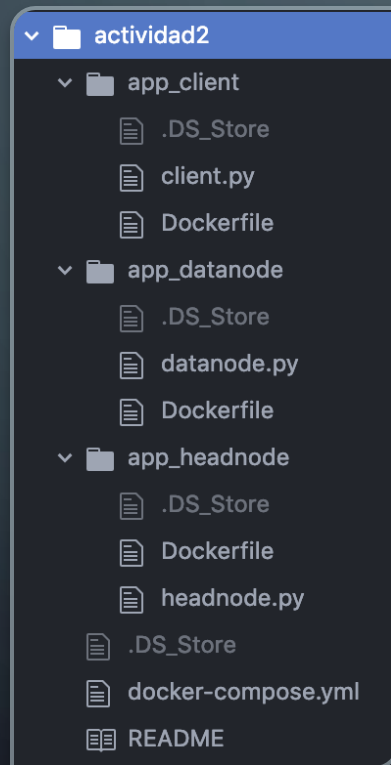 actividad2
app_client
.DS_Store
client.py
Dockerfile
app_datanode
.DS_Store
datanode.py
Dockerfile
app_headnode
.DS_Store
Dockerfile
headnode.py
.DS_Store
docker-compose.yml
README